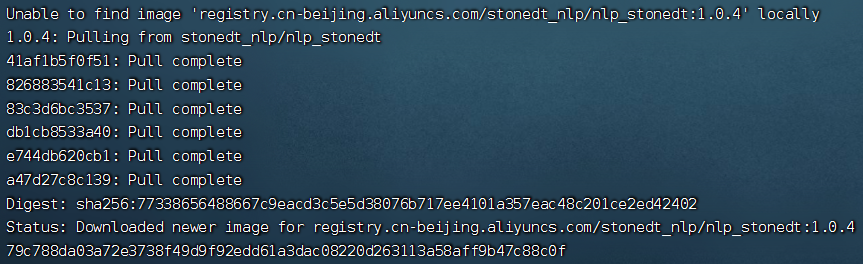 Unable to find image 'registry.cn-beijing.aliyuncs.com/stonedt_nlp/nlp_stonedt:1.0.4' locally
1.0.4: Pulling from stonedt_nlp/nlp_stonedt
41af1b5f0f51: Pull complete
826883541c13: Pull complete
83c3d6bc3537: Pull complete
db1cb8533a40: Pull complete
e744db620cb1: Pull complete
a47d27c8c139: Pull complete
Digest: sha256:77338656488667c9eacd3c5e5d38076b717ee4101a357eac48c201ce2ed42402
Status: Downloaded newer image for registry.cn-beijing.aliyuncs.com/stonedt_nlp/nlp_stonedt:1.0.4
79c788da03a72e3738f49d9f92edd61a3dac08220d263113a58aff9b47c88c0f